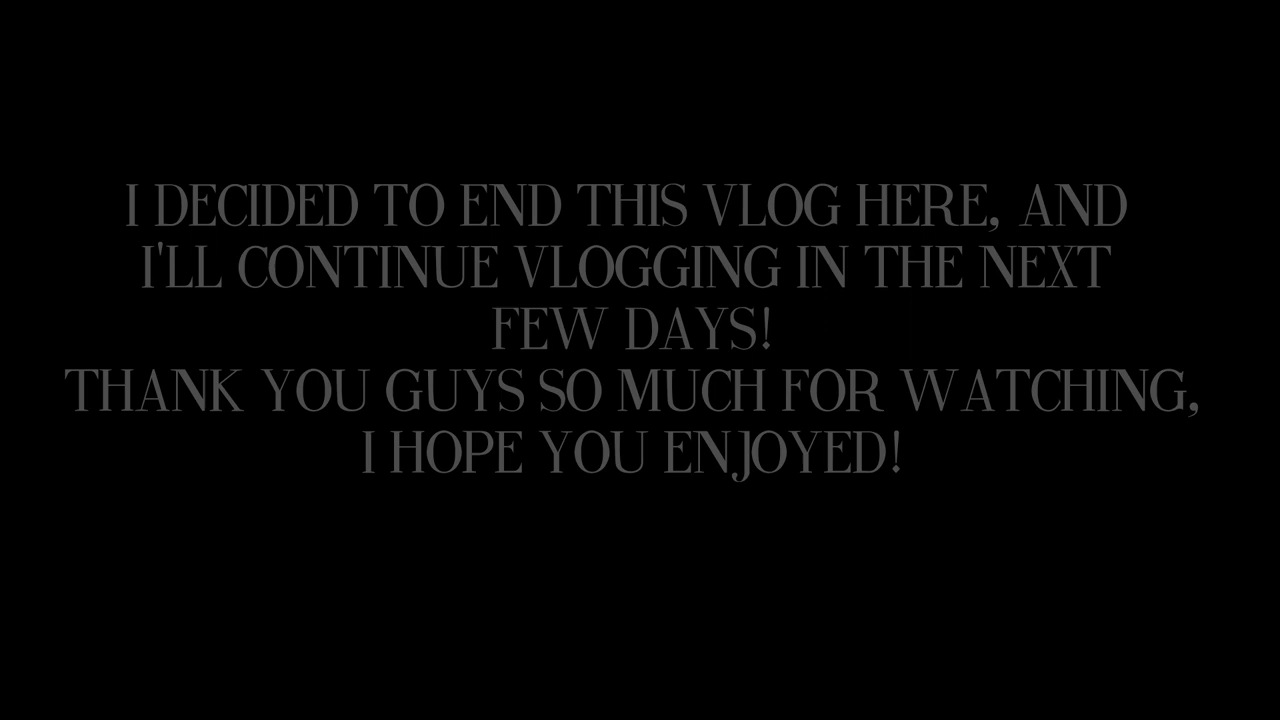 I DECIDED TO END THIS VLOG HERE, AND
I'LL CONTINUE VLOGGING IN THE NEXT
FEW DAYS!
THANK YOU GUYS SO MUCH FOR WATCHING,
I HOPE YOU ENJOYED!